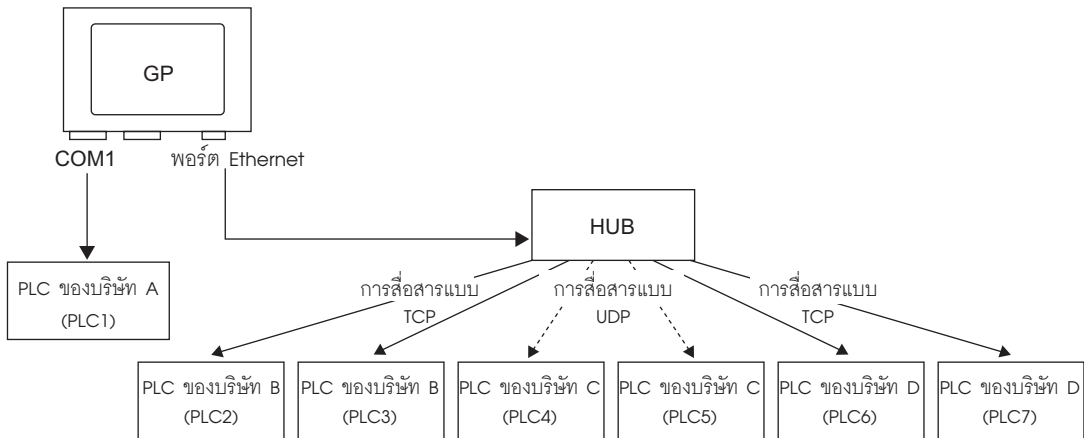 GP
COM1
พอร์ต Ethernet
HUB
PLC ของบริษัท A
(PLC1)
การสื่อสารแบบ
TCP
การสื่อสารแบบ
UDP
การสื่อสารแบบ
TCP
PLC ของบริษัท B
(PLC2)
PLC ของบริษัท B
(PLC3)
PLC ของบริษัท C
(PLC4)
PLC ของบริษัท C
(PLC5)
PLC ของบริษัท D
(PLC6)
PLC ของบริษัท D
(PLC7)